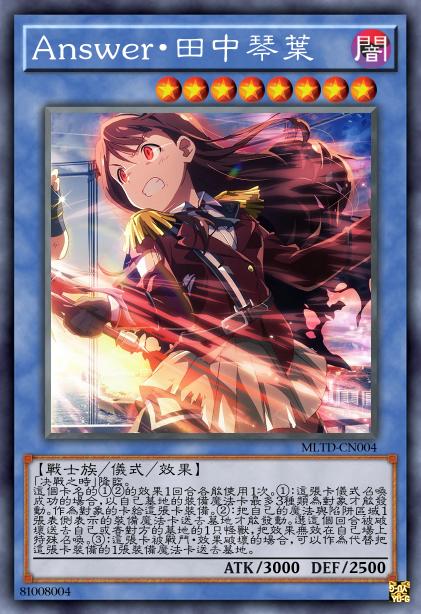 Answer・田中琴葉
闇
MLTD-CN004
【戰士族/儀式/效果】
「決戰之時」降臨。
這個卡名的①②的效果1回合各能使用1次。①:這張卡儀式召喚
成功的場合,以自己墓地的裝備魔法卡最多3種類為對象才能發
動。作為對象的卡給這張卡裝備。②:把自己的魔法與陷阱區域1
張表側表示的裝備魔法卡送去墓地才能發動。選這個回合被破
壞送去自己或者對方的墓地的1只怪獸,把效果無效在自己場上
特殊召喚。③:這張卡被戰鬥・效果破壞的場合,可以作為代替把
這張卡裝備的1張裝備魔法卡送去墓地。
ATK/3000 DEF/2500
81008004